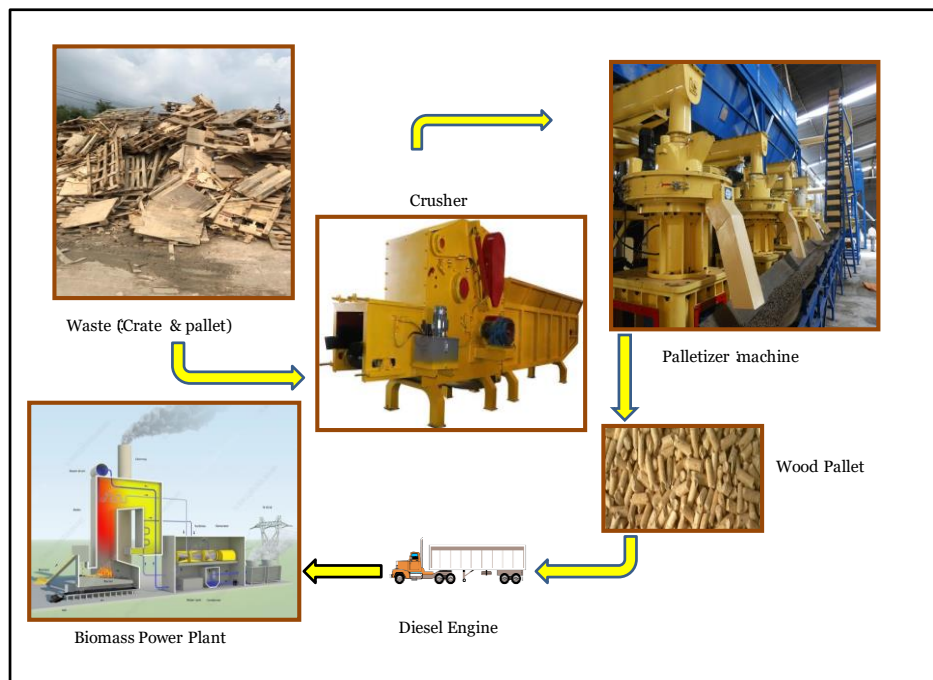 Crusher
Waste (Crate & pallet)
Palletizer machine
Wood Pallet
Diesel Engine
Biomass Power Plant